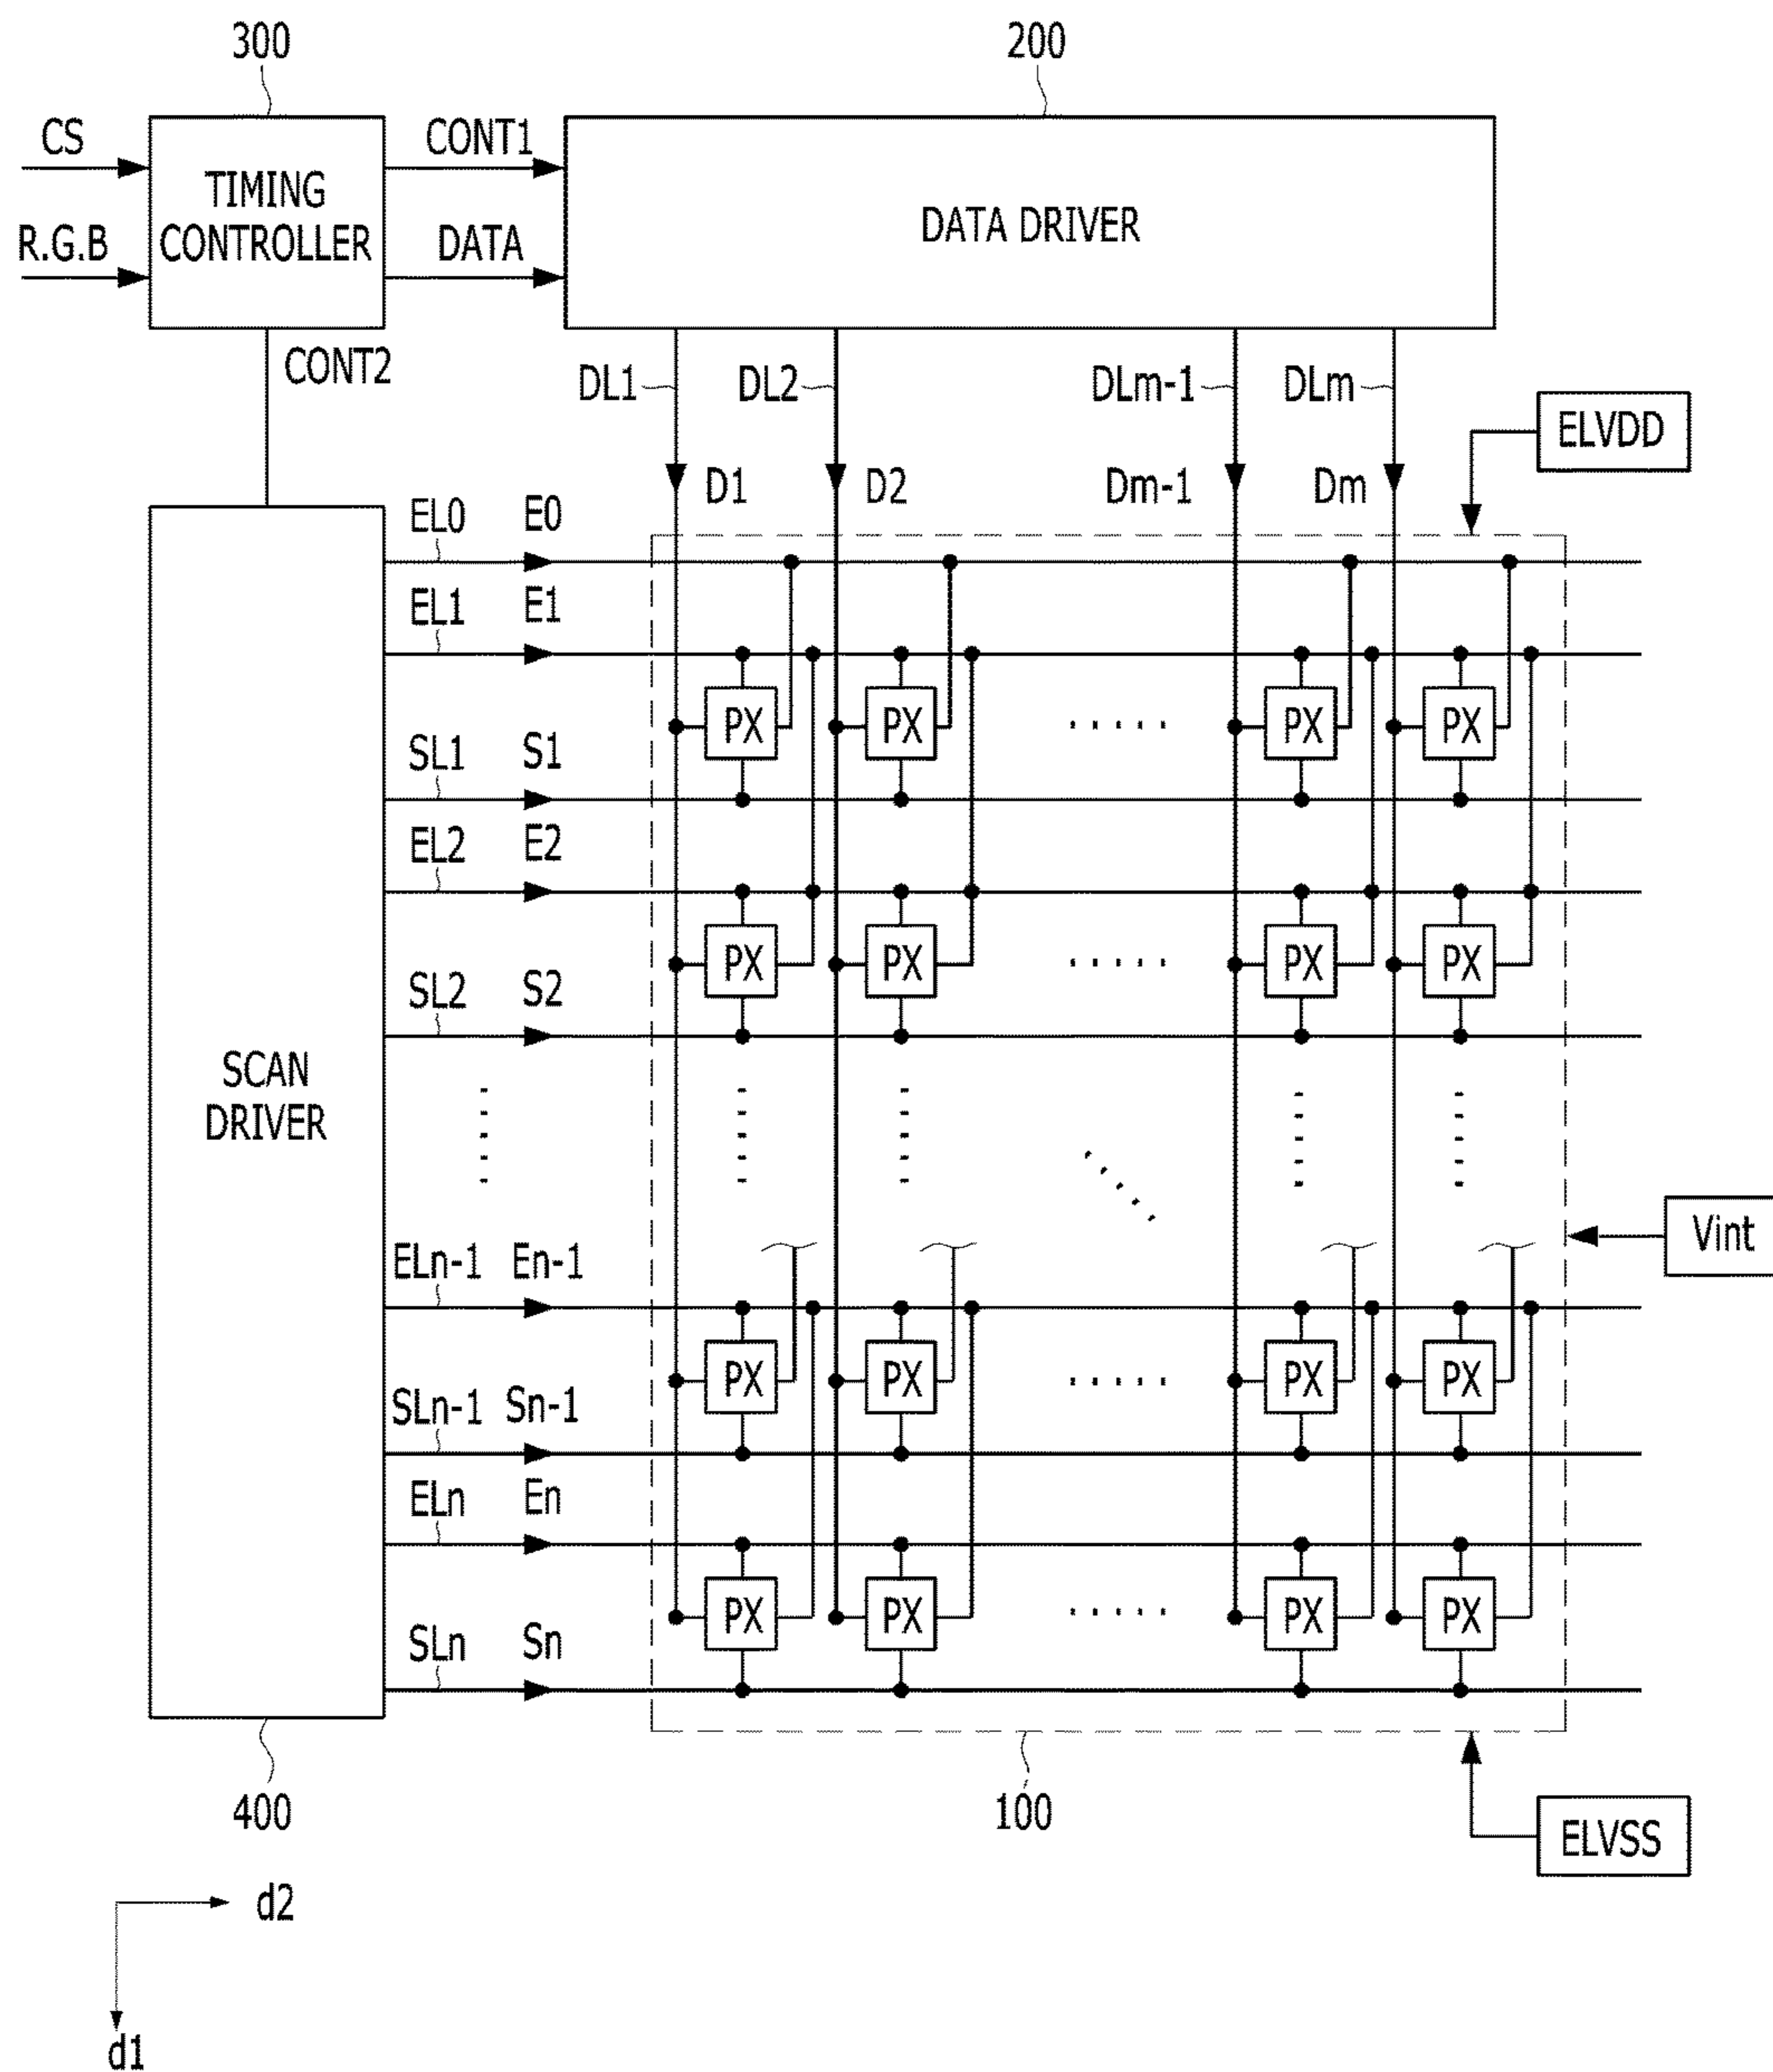 300
200
CS
CONT1
TIMING
CONTROLLER
R.G.B
DATA
DATA DRIVER
CONT2
DL1
DL2
DLm-1
DLm
ELVDD
D1
D2
Dm-1
Dm
EL0 E0
EL1 E1
PX PX PX PX
SL1 S1
EL2 E2
PX PX PX PX
SL2 S2
SCAN
DRIVER
Vint
ELn-1 En-1
PX PX PX PX
SLn-1 Sn-1
ELn En
PX PX PX PX
SLn Sn
400
100
ELVSS
d2
d1